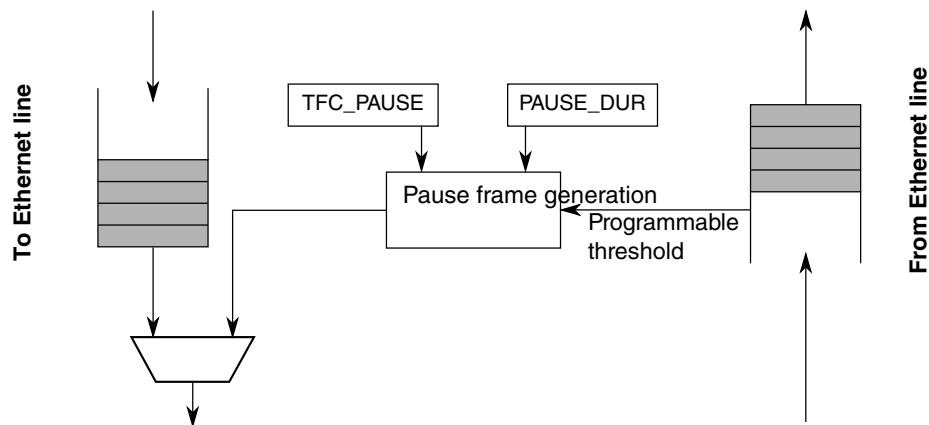 To Ethernet line
TFC_PAUSE
PAUSE_DUR
Pause frame generation
Programmable
threshold
From Ethernet line